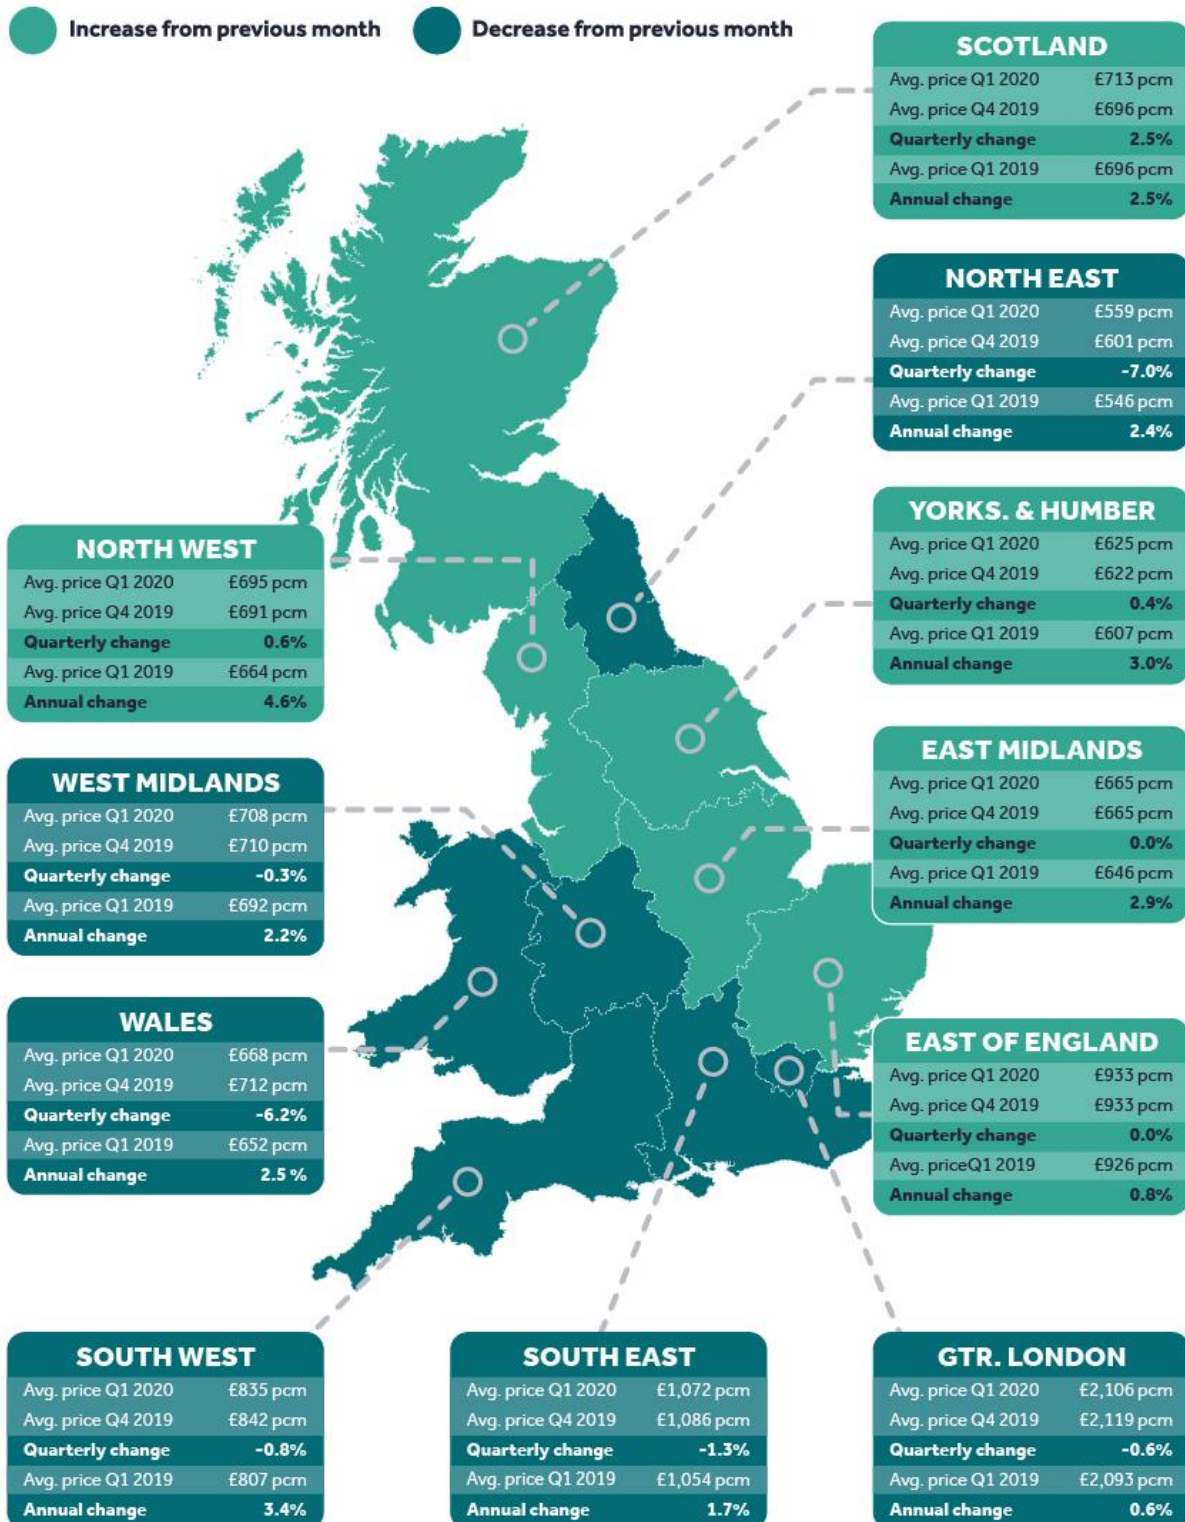 Increase from previous month
Decrease from previous month
SCOTLAND
Avg. price Q1 2020 £713 pcm
Avg. price Q4 2019 £696 pcm
Quarterly change 2.5%
Avg. price Q1 2019 £696 pcm
Annual change 2.5%
NORTH EAST
Avg. price Q1 2020 £559 pcm
Avg. price Q4 2019 £601 pcm
Quarterly change -7.0%
Avg. price Q1 2019 £546 pcm
Annual change 2.4%
YORKS. & HUMBER
Avg. price Q1 2020 £625 pcm
Avg. price Q4 2019 £622 pcm
Quarterly change 0.4%
Avg. price Q1 2019 £607 pcm
Annual change 3.0%
NORTH WEST
Avg. price Q1 2020 £695 pcm
Avg. price Q4 2019 £691 pcm
Quarterly change 0.6%
Avg. price Q1 2019 £664 pcm
Annual change 4.6%
EAST MIDLANDS
Avg. price Q1 2020 £665 pcm
Avg. price Q4 2019 £665 pcm
Quarterly change 0.0%
Avg. price Q1 2019 £646 pcm
Annual change 2.9%
WEST MIDLANDS
Avg. price Q1 2020 £708 pcm
Avg. price Q4 2019 £710 pcm
Quarterly change -0.3%
Avg. price Q1 2019 £692 pcm
Annual change 2.2%
WALES
Avg. price Q1 2020 £668 pcm
Avg. price Q4 2019 £712 pcm
Quarterly change -6.2%
Avg. price Q1 2019 £652 pcm
Annual change 2.5 %
EAST OF ENGLAND
Avg. price Q1 2020 £933 pcm
Avg. price Q4 2019 £933 pcm
Quarterly change 0.0%
Avg. priceQ1 2019 £926 pcm
Annual change 0.8%
SOUTH WEST
Avg. price Q1 2020 £835 pcm
Avg. price Q4 2019 £842 pcm
Quarterly change -0.8%
Avg. price Q1 2019 £807 pcm
Annual change 3.4%
SOUTH EAST
Avg. price Q1 2020 £1,072 pcm
Avg. price Q4 2019 £1,086 pcm
Quarterly change -1.3%
Avg. price Q1 2019 £1,054 pcm
Annual change 1.7%
GTR. LONDON
Avg. price Q1 2020 £2,106 pcm
Avg. price Q4 2019 £2,119 pcm
Quarterly change -0.6%
Avg. price Q1 2019 £2,093 pcm
Annual change 0.6%